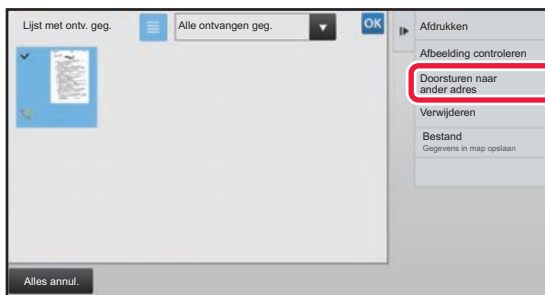 Lijst met ontv. geg.
Alle ontvangen geg.
OK
Afdrukken
Afbeelding controleren
Doorsturen naar
ander adres
Verwijderen
Bestand
Gegevens in map opslaan
Alles annul.